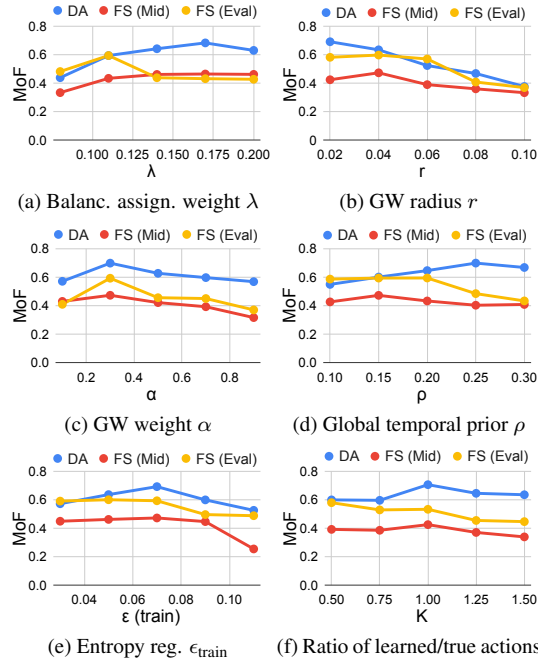 DA FS (Mid) FS (Eval)
0.8
0.6
0.4
0.2
0.0
MoF
0.100 0.125 0.150 0.175 0.200
λ
(a) Balanc. assign. weight λ
DA FS (Mid) FS (Eval)
0.8
0.6
0.4
0.2
0.0
MoF
0.02 0.04 0.06 0.08 0.10
r
(b) GW radius r
DA FS (Mid) FS (Eval)
0.8
0.6
0.4
0.2
0.0
MoF
0.2 0.4 0.6 0.8
α
(c) GW weight α
DA FS (Mid) FS (Eval)
0.8
0.6
0.4
0.2
0.0
MoF
0.10 0.15 0.20 0.25 0.30
ρ
(d) Global temporal prior ρ
DA FS (Mid) FS (Eval)
0.8
0.6
0.4
0.2
0.0
MoF
0.04 0.06 0.08 0.10
ε (train)
(e) Entropy reg. ϵtrain
DA FS (Mid) FS (Eval)
0.8
0.6
0.4
0.2
0.0
MoF
0.50 0.75 1.00 1.25 1.50
K
(f) Ratio of learned/true actions